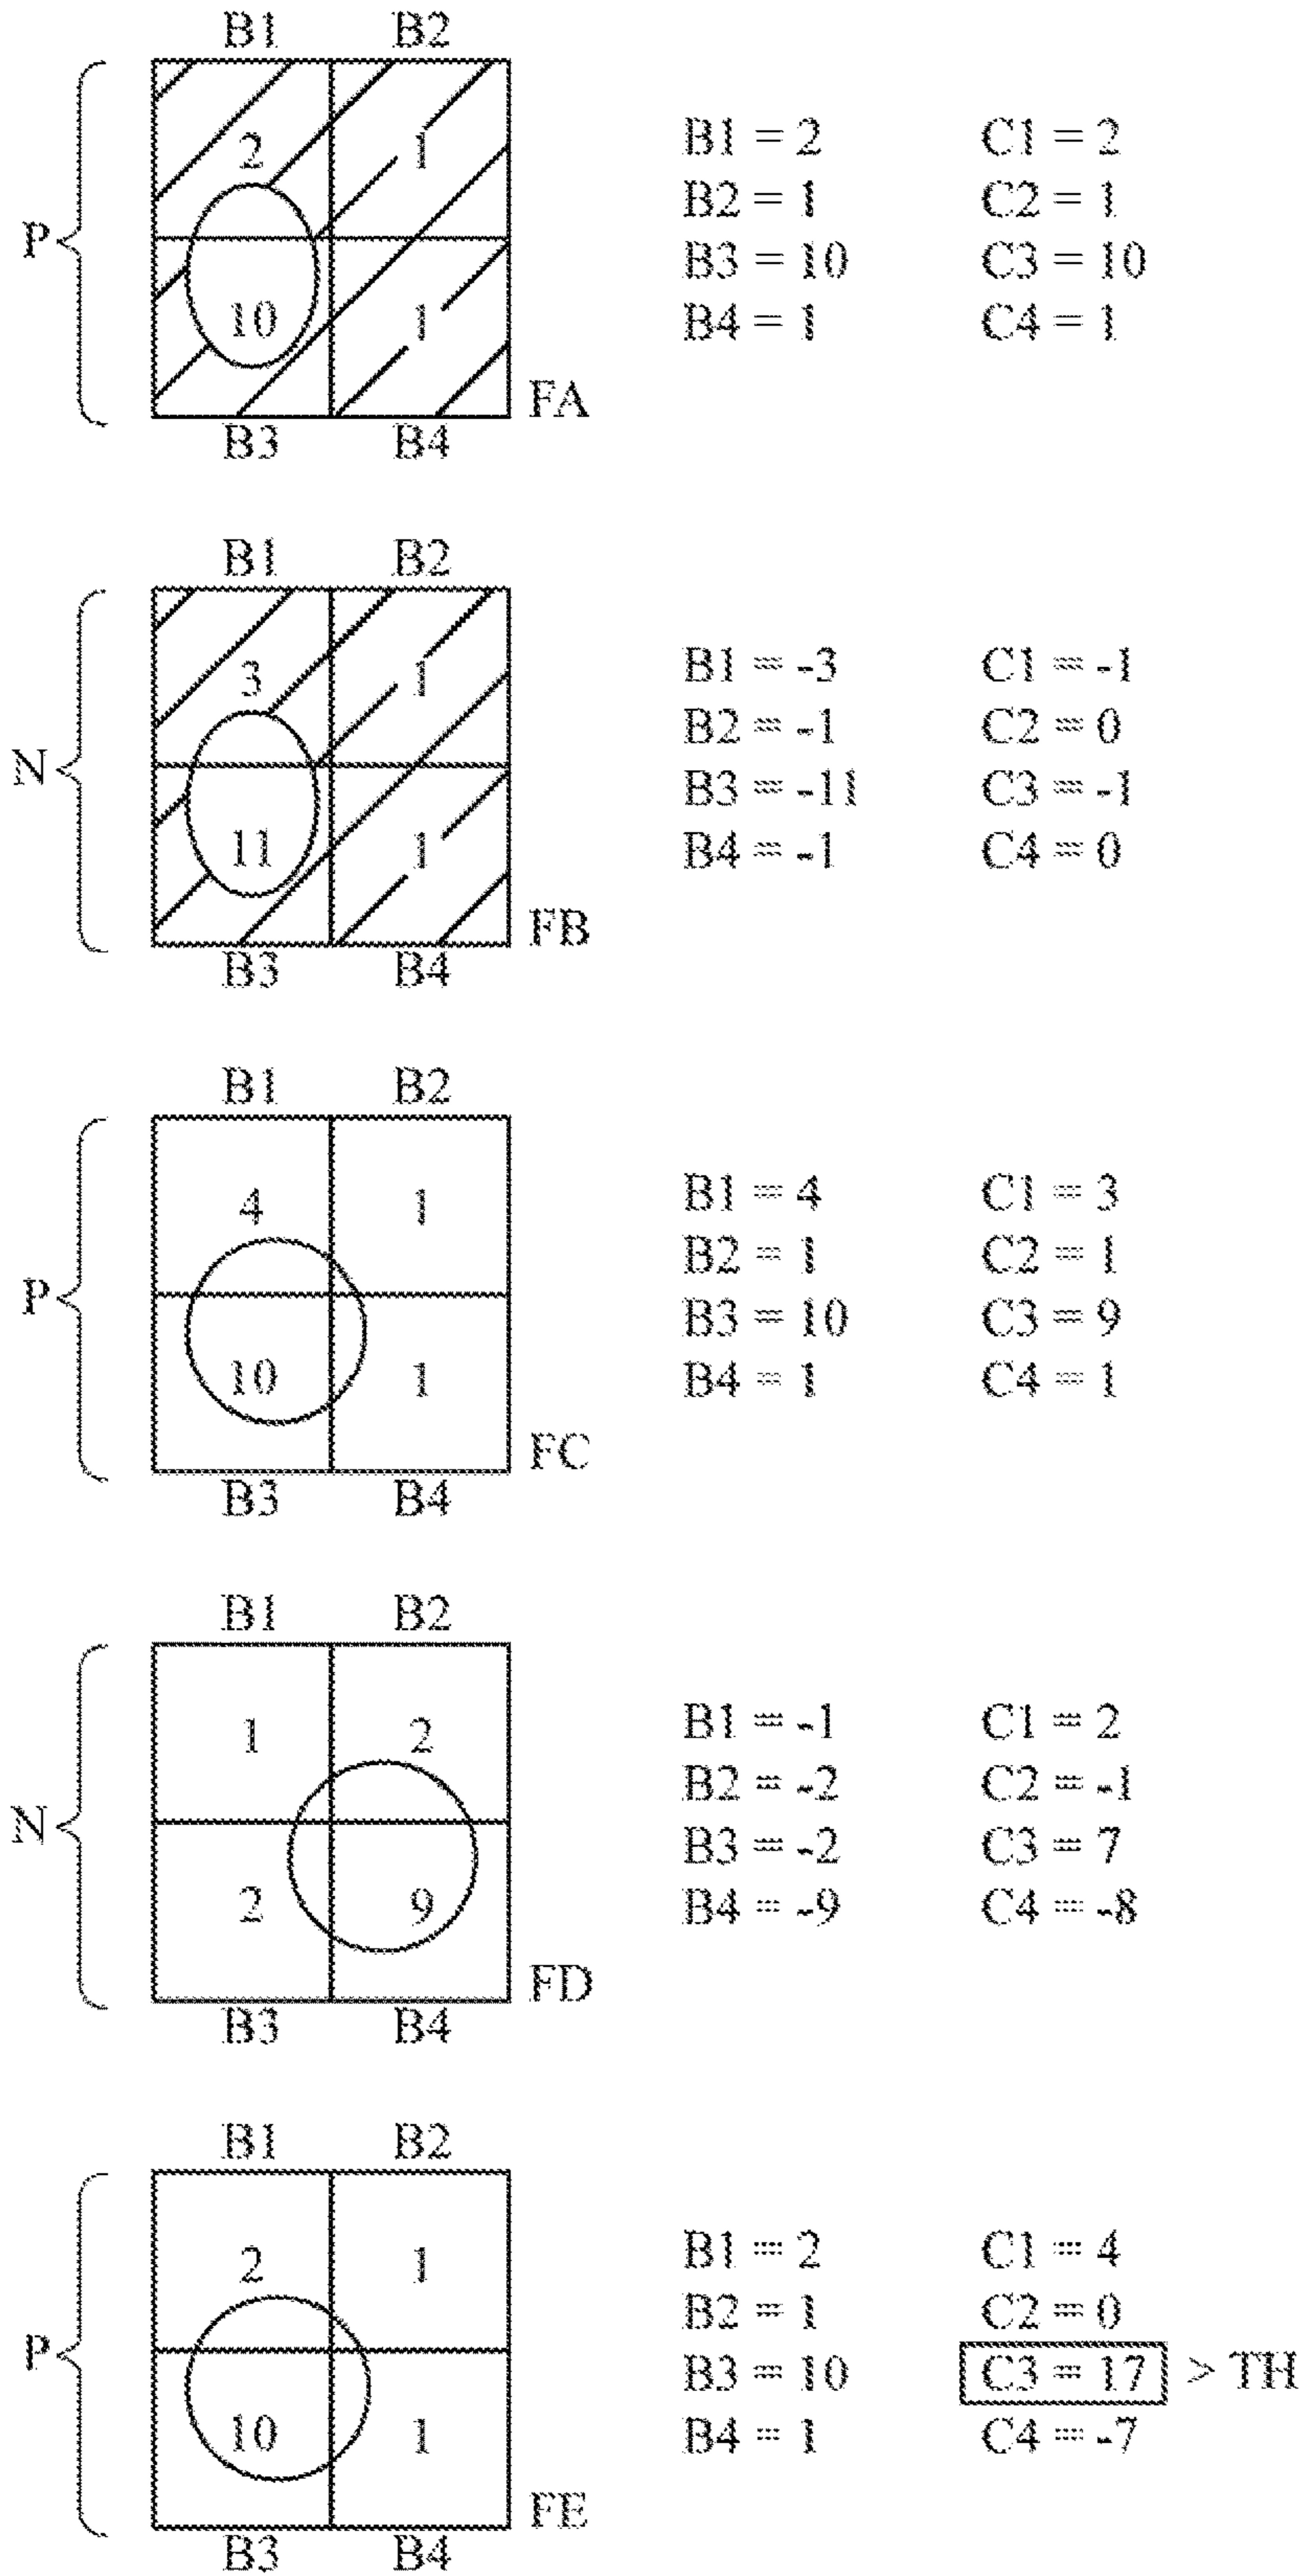 B1 B2
2 1 B1 = 2 C1 = 2
B2 = 1 C2 = 1
P
B3 = 10 C3 = 10
10 1 B4 = 1 C4 = 1
FA
B3 B4
B1 B2
3 1 B1 = -3 C1 = -1
B2 = -1 C2 = 0
N
B3 = -11 C3 = -1
11 1 B4 = -1 C4 = 0
FB
B3 B4
B1 B2
4 1 B1 = 4 C1 = 3
B2 = 1 C2 = 1
P
B3 = 10 C3 = 9
10 1 B4 = 1 C4 = 1
FC
B3 B4
B1 B2
1 2 B1 = -1 C1 = 2
B2 = -2 C2 = -1
N
B3 = -2 C3 = 7
2 9 B4 = -9 C4 = -8
FD
B3 B4
B1 B2
2 1 B1 = 2 C1 = 4
B2 = 1 C2 = 0
P
B3 = 10 C3 = 17 > TH
10 1 B4 = 1 C4 = -7
FE
B3 B4